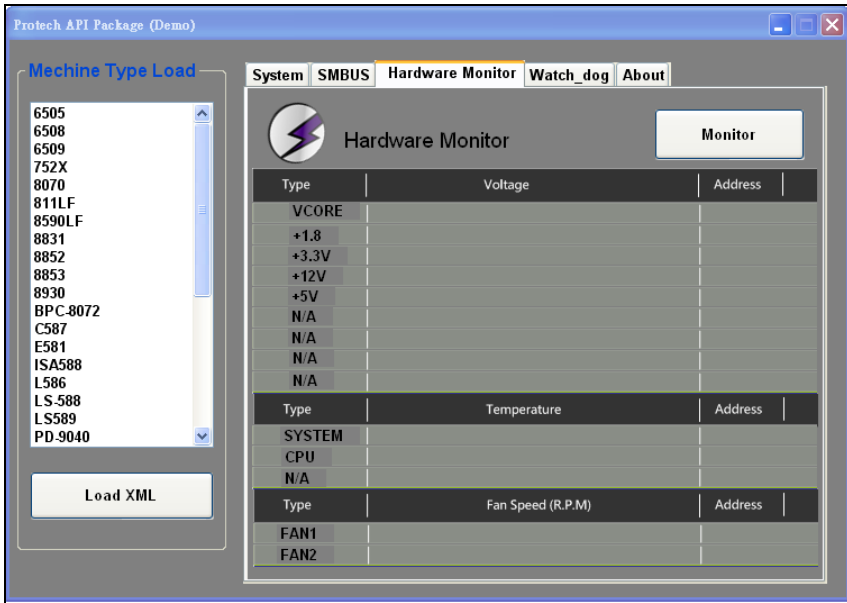 Protech API Package (Demo)
Mechine Type Load
6505
6508
6509
752X
8070
811LF
8590LF
8831
8852
8853
8930
BPC-8072
C587
E581
ISA588
L586
LS-588
LS589
PD-9040
Load XML
System SMBUS Hardware Monitor Watch_dog About
Hardware Monitor
Monitor
Type Voltage Address
VCORE
+1.8
+3.3V
+12V
+5V
N/A
N/A
N/A
N/A
Type Temperature Address
SYSTEM
CPU
N/A
Type Fan Speed (R.P.M) Address
FAN1
FAN2